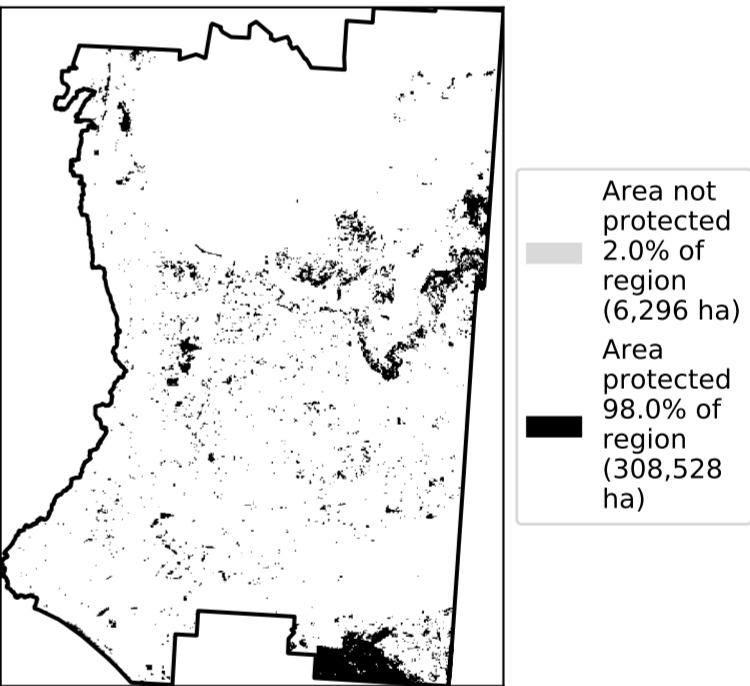 Area not
protected
2.0% of
region
(6,296 ha)
Area
protected
98.0% of
region
(308,528
ha)